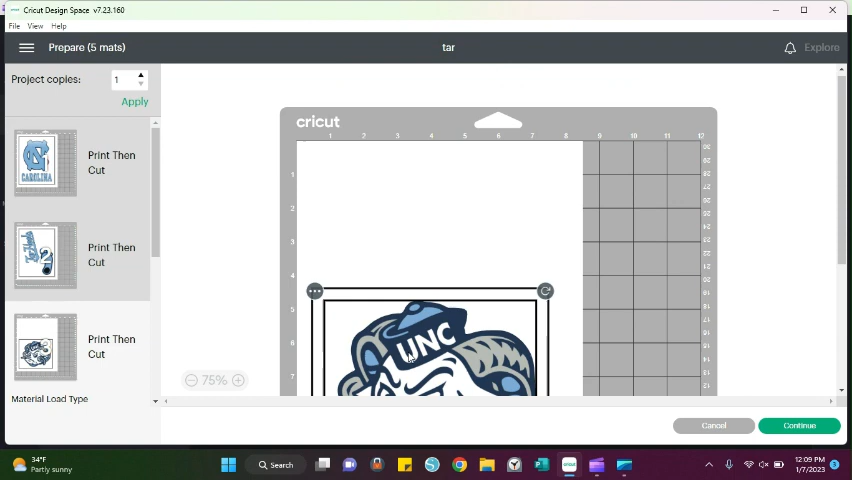 Cricut Design Space v7.23.160
File View Help
Prepare (5 mats)
tar
Explore
Project copies:
1
Apply
NC
CAROLINA
Print Then
Cut
Print Then
Cut
Print Then
Cut
Material Load Type
cricut
1 2 3 4 5 6 7 8 9 10 11 12
1
2
3
4
5
6
7
UNC
75%
Cancel
Continue
34°F
Partly sunny
Search
cricut
12:09 PM
1/7/2023